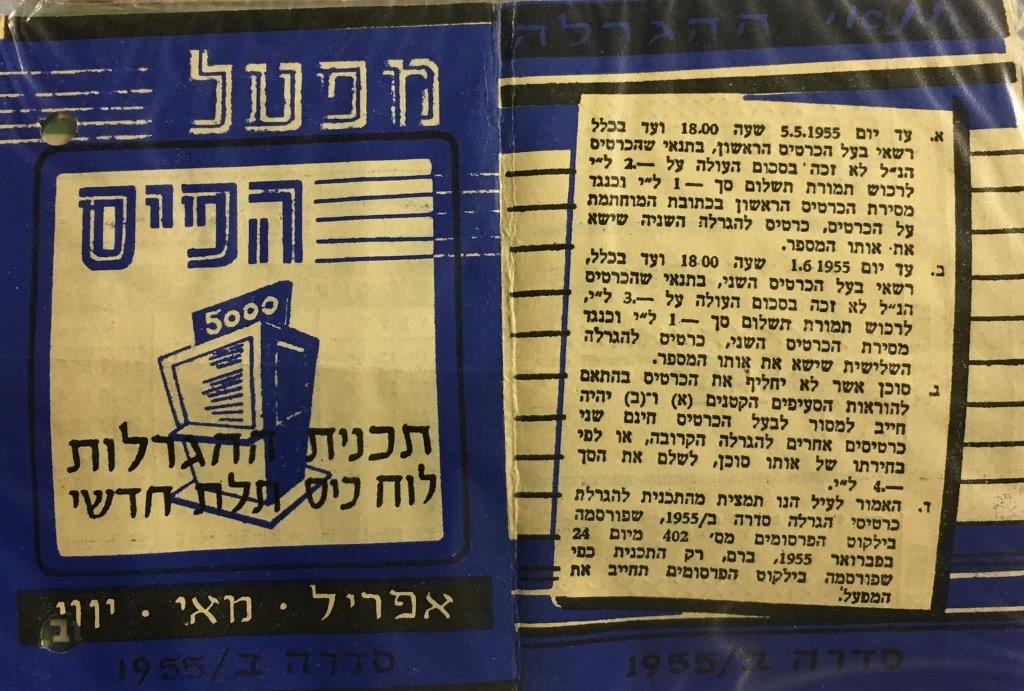 תנאי ההגרלה
א. עד יום 5.5.1955 שעה 18.00 ועד בכלל
רשאי בעל הכרטיס הראשון, בתנאי שהכרטיס
הנ״ל לא זכה בסכום העולה על —.2 ל״י
לרכוש תמורת תשלום סך —.1 ל״י וכנגד
מסירת הכרטיס הראשון בכתובת המוחתמת
על הכרטיס, כרטיס להגרלה השניה שישא
את אותו המספר.
ב. עד יום 1.6 1955 שעה 18 00 ועד בכלל,
רשאי בעל הכרטיס השני, בתנאי שהכרטיס
הנ״ל לא זכה בסכום העולה על —.3 ל״י,
לרכוש תמורת תשלום סך —.1 ל״י וכנגד
מסירת הכרטיס השני, כרטיס להגרלה
השלישית שישא את אותו המספר.
ג. סוכן אשר לא יחליף את הכרטיס בהתאם
להוראות הסעיפים הקטנים (א) ו־(ב) יהיה
חייב למסור לבעל הכרטיס חינם שני
כרטיסים אחרים להגרלה הקרובה, או לפי
בחירתו של אותו סוכן, לשלם את הסך
—.4 ל״י.
ד. האמור לעיל הנו תמצית מהתכנית להגרלת
כרטיסי הגרלה סדרה ב/1955, שפורסמה
בילקוט הפרסומים מס׳ 402 מיום 24
בפברואר 1955, ברם, רק התכנית כפי
שפורסמה בילקוט הפרסומים תחייב את
המפעל.
סדרה ב/1955
מפעל
הפיס
5000
תכנית ההגרלות
לוח כיס תלת חדשי
אפריל · מאי · יווי
סדרה ב/1955